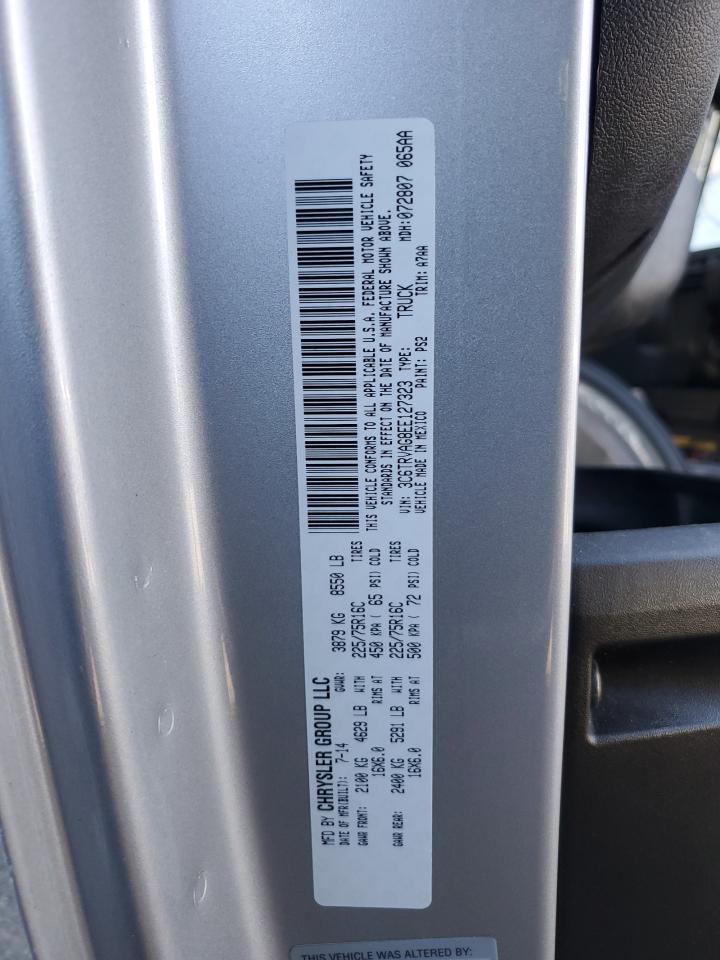 MFD BY CHRYSLER GROUP LLC
DATE OF MFR(BUILT): 7-14 GVWR: 3879 KG 8550 LB
GAWR FRONT: 2100 KG 4629 LB WITH 225/75R16C TIRES
16X6.0 RIMS AT 450 KPA ( 65 PSI) COLD
GAWR REAR: 2400 KG 5291 LB WITH 225/75R16C TIRES
16X6.0 RIMS AT 500 KPA ( 72 PSI) COLD
THIS VEHICLE CONFORMS TO ALL APPLICABLE U.S.A. FEDERAL MOTOR VEHICLE SAFETY
STANDARDS IN EFFECT ON THE DATE OF MANUFACTURE SHOWN ABOVE.
VIN: 3C6TRVAG8EE127323 TYPE: TRUCK MDH:072807 065AA
VEHICLE MADE IN MEXICO PAINT: PS2 TRIM: A7AA
THIS VEHICLE WAS ALTERED BY: